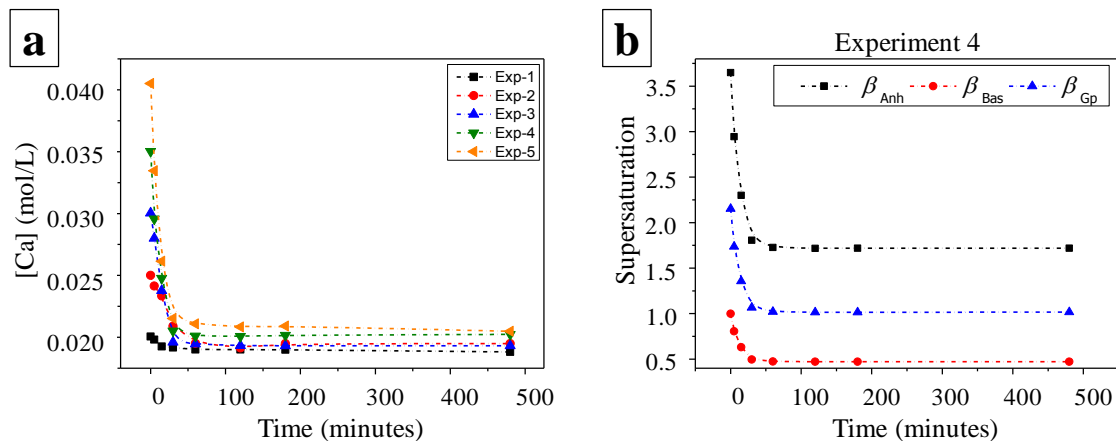 a
0.040
0.035
0.030
0.025
0.020
[Ca] (mol/L)
Exp-1
Exp-2
Exp-3
Exp-4
Exp-5
0 100 200 300 400 500
Time (minutes)
b
Experiment 4
3.5
3.0
2.5
2.0
1.5
1.0
0.5
Supersaturation
β Anh β Bas β Gp
0 100 200 300 400 500
Time (minutes)